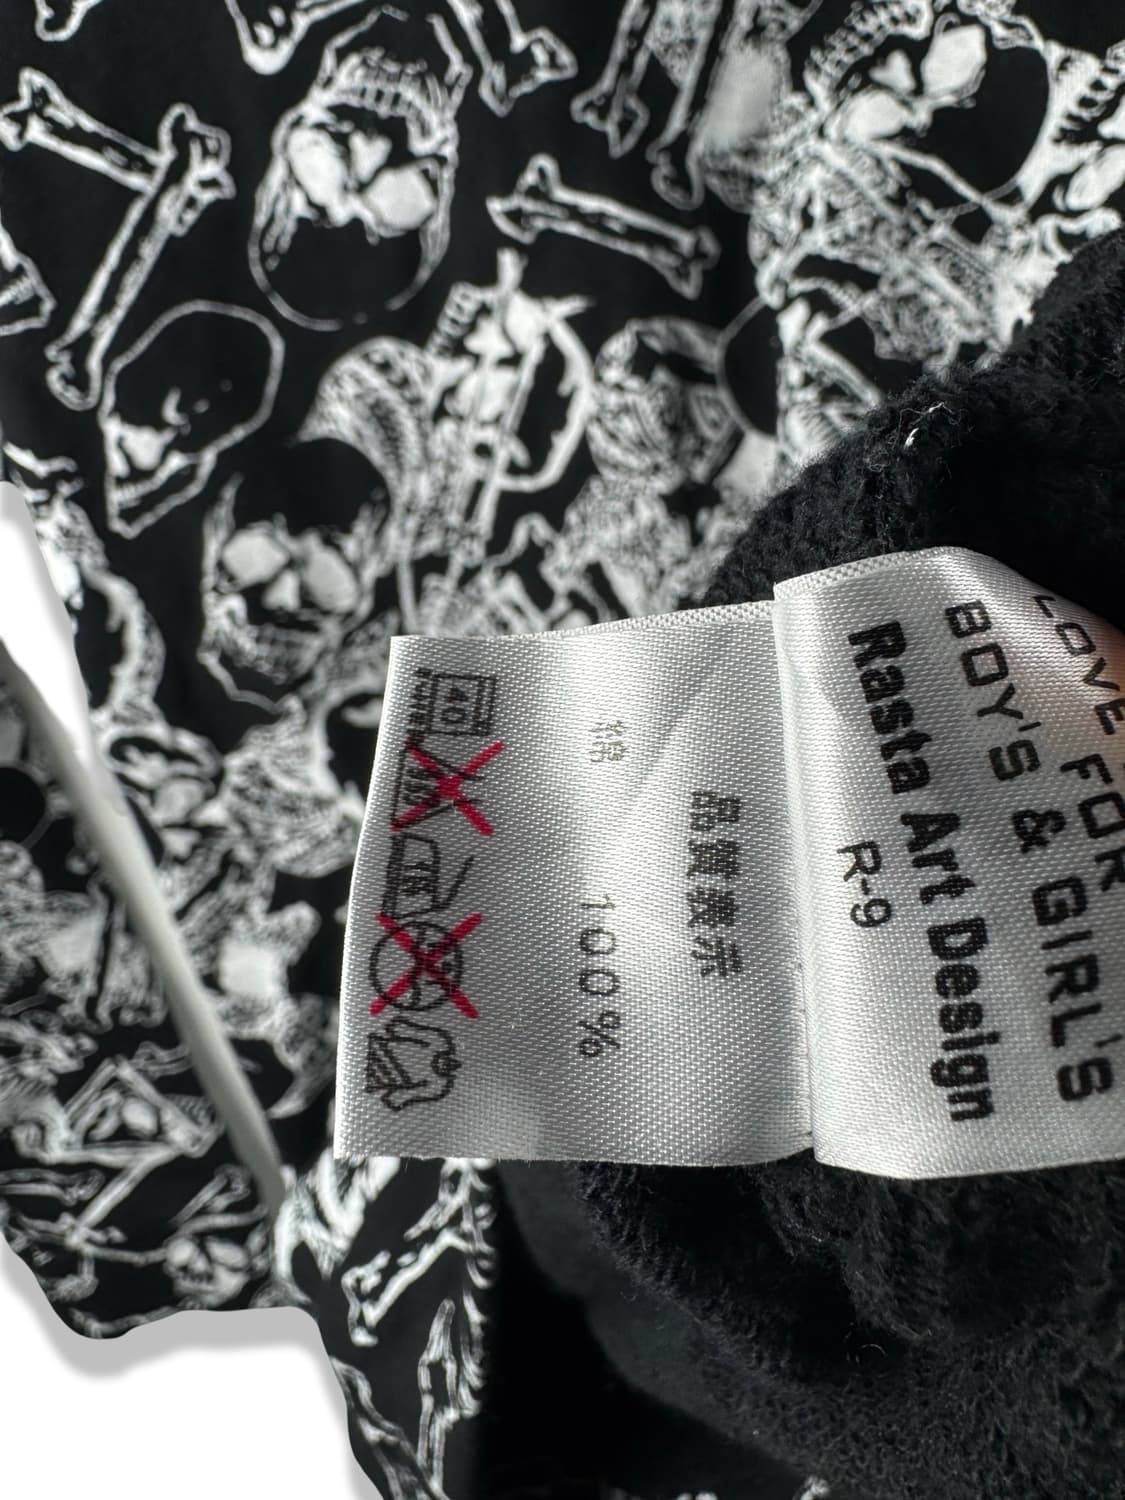 LOVE FOR
BOY'S & GIRL'S
Rasta Art Design
R-9
品質表示
綿 100%
40